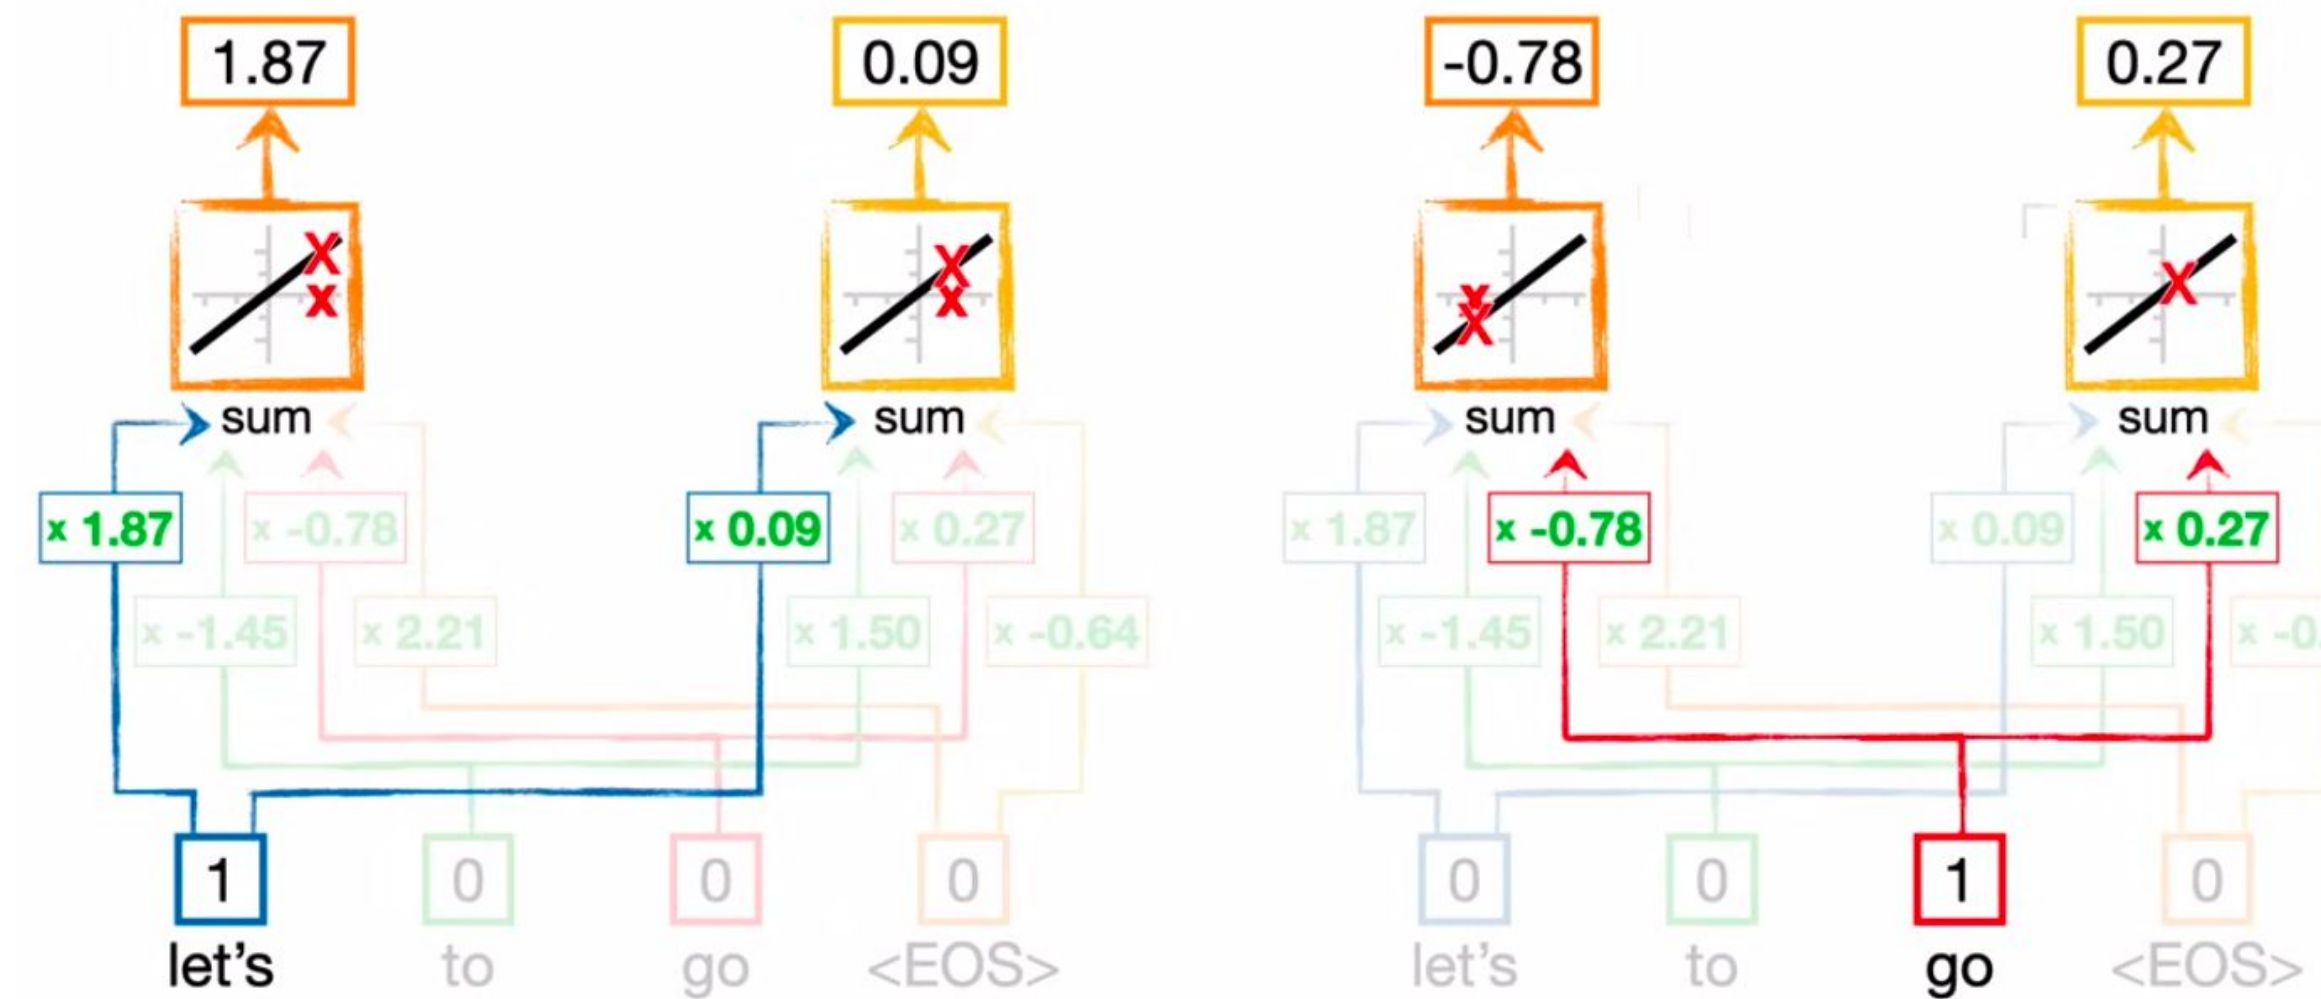 1.87 0.09 -0.78 0.27
X X X X
X X X
sum sum sum sum
x 1.87 x -0.78 x 0.09 x 0.27 x 1.87 x -0.78 x 0.09 x 0.27
x -1.45 x 2.21 x 1.50 x -0.64 x -1.45 x 2.21 x 1.50 x -0.
1 0 0 0 0 0 1 0
let's to go <EOS> let's to go <EOS>